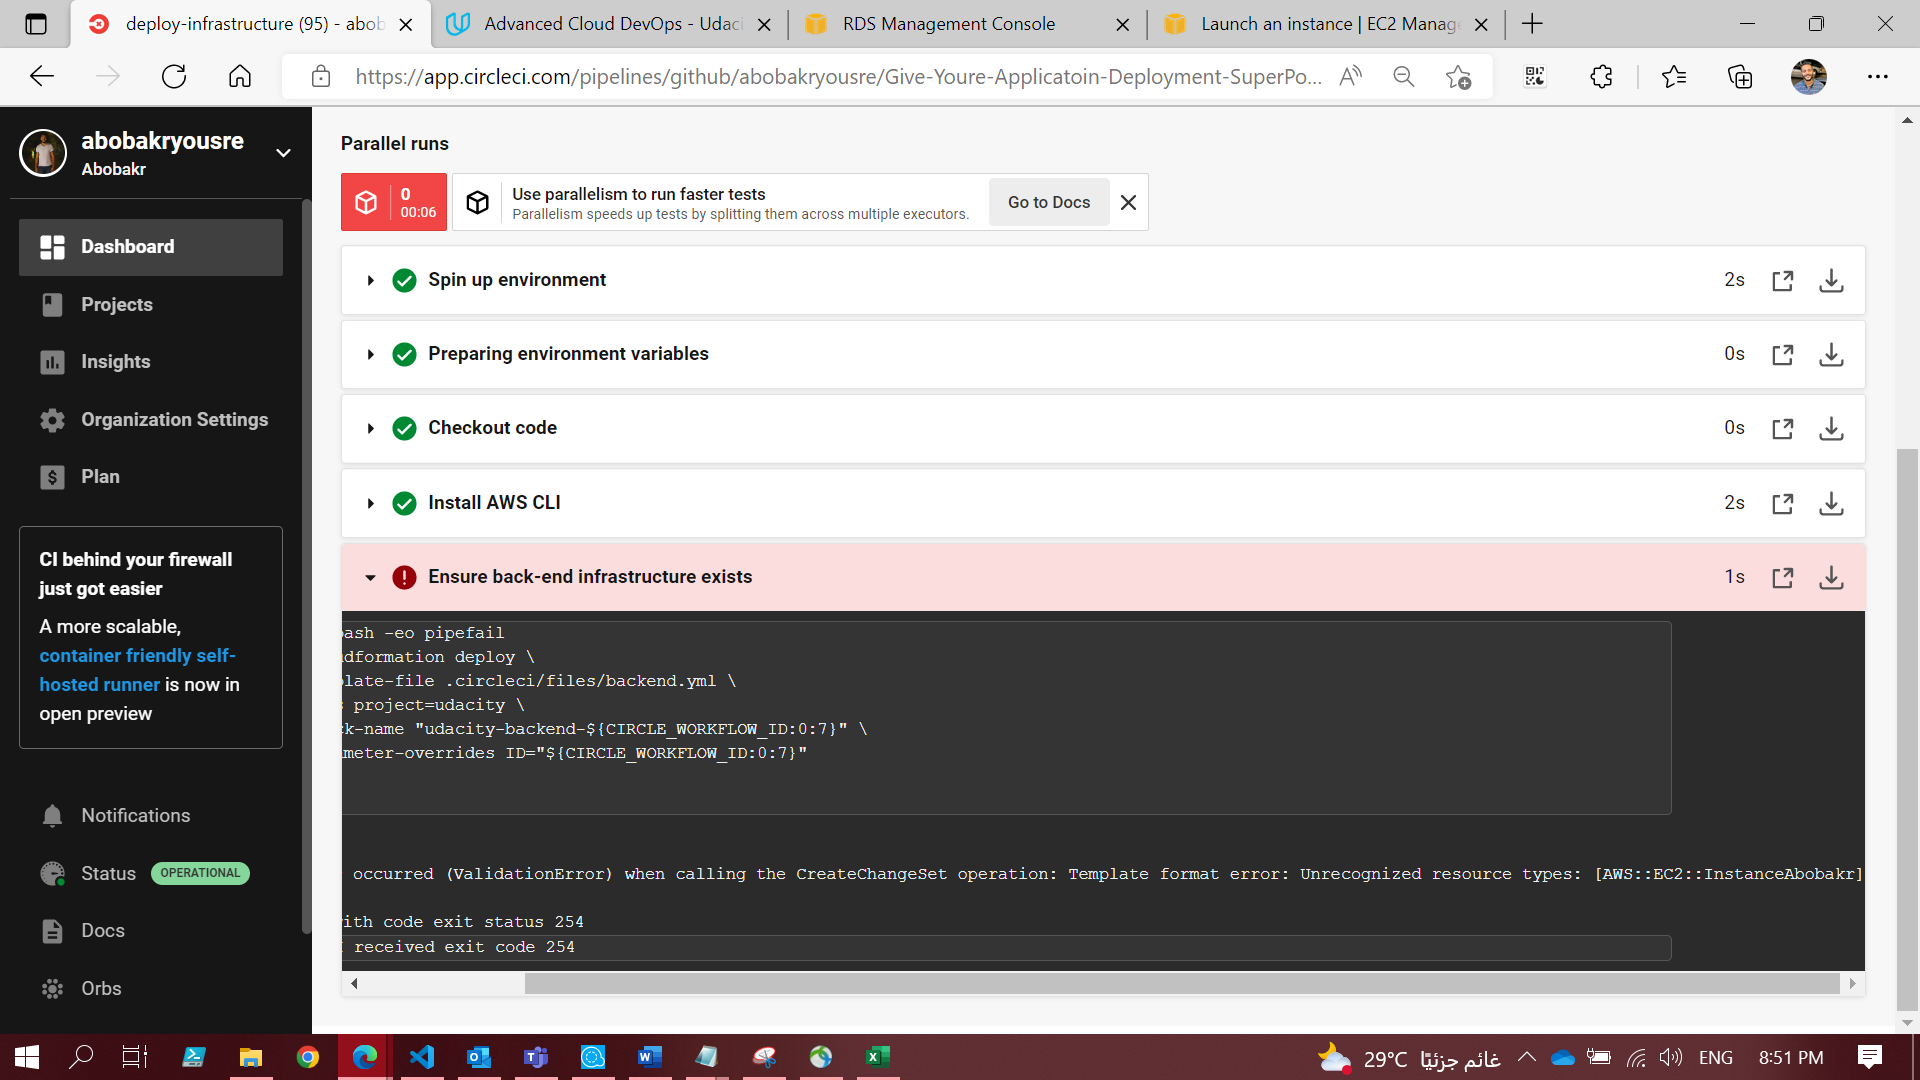 deploy-infrastructure (95) - abob
Advanced Cloud DevOps - Udaci
RDS Management Console
Launch an instance | EC2 Manag
https://app.circleci.com/pipelines/github/abobakryousre/Give-Youre-Applicatoin-Deployment-SuperPo...
abobakryousre
Abobakr
Dashboard
Projects
Insights
Organization Settings
Plan
CI behind your firewall
just got easier
A more scalable,
container friendly self-
hosted runner is now in
open preview
Notifications
Status OPERATIONAL
Docs
Orbs
Parallel runs
0
00:06
Use parallelism to run faster tests
Parallelism speeds up tests by splitting them across multiple executors.
Go to Docs
Spin up environment 2s
Preparing environment variables 0s
Checkout code 0s
Install AWS CLI 2s
Ensure back-end infrastructure exists 1s
bash -eo pipefail
dformation deploy \
late-file .circleci/files/backend.yml \
project=udacity \
k-name "udacity-backend-${CIRCLE_WORKFLOW_ID:0:7}" \
meter-overrides ID="${CIRCLE_WORKFLOW_ID:0:7}"
occurred (ValidationError) when calling the CreateChangeSet operation: Template format error: Unrecognized resource types: [AWS::EC2::InstanceAbobakr]
ith code exit status 254
received exit code 254
29°C غائم جزئيًا
ENG
8:51 PM